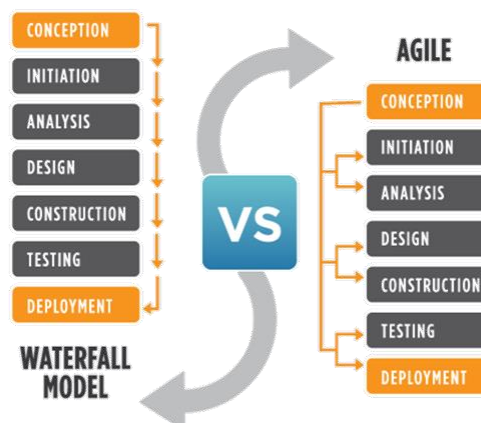 CONCEPTION
INITIATION
ANALYSIS
DESIGN
CONSTRUCTION
TESTING
DEPLOYMENT
WATERFALL
MODEL
VS
AGILE
CONCEPTION
INITIATION
ANALYSIS
DESIGN
CONSTRUCTION
TESTING
DEPLOYMENT